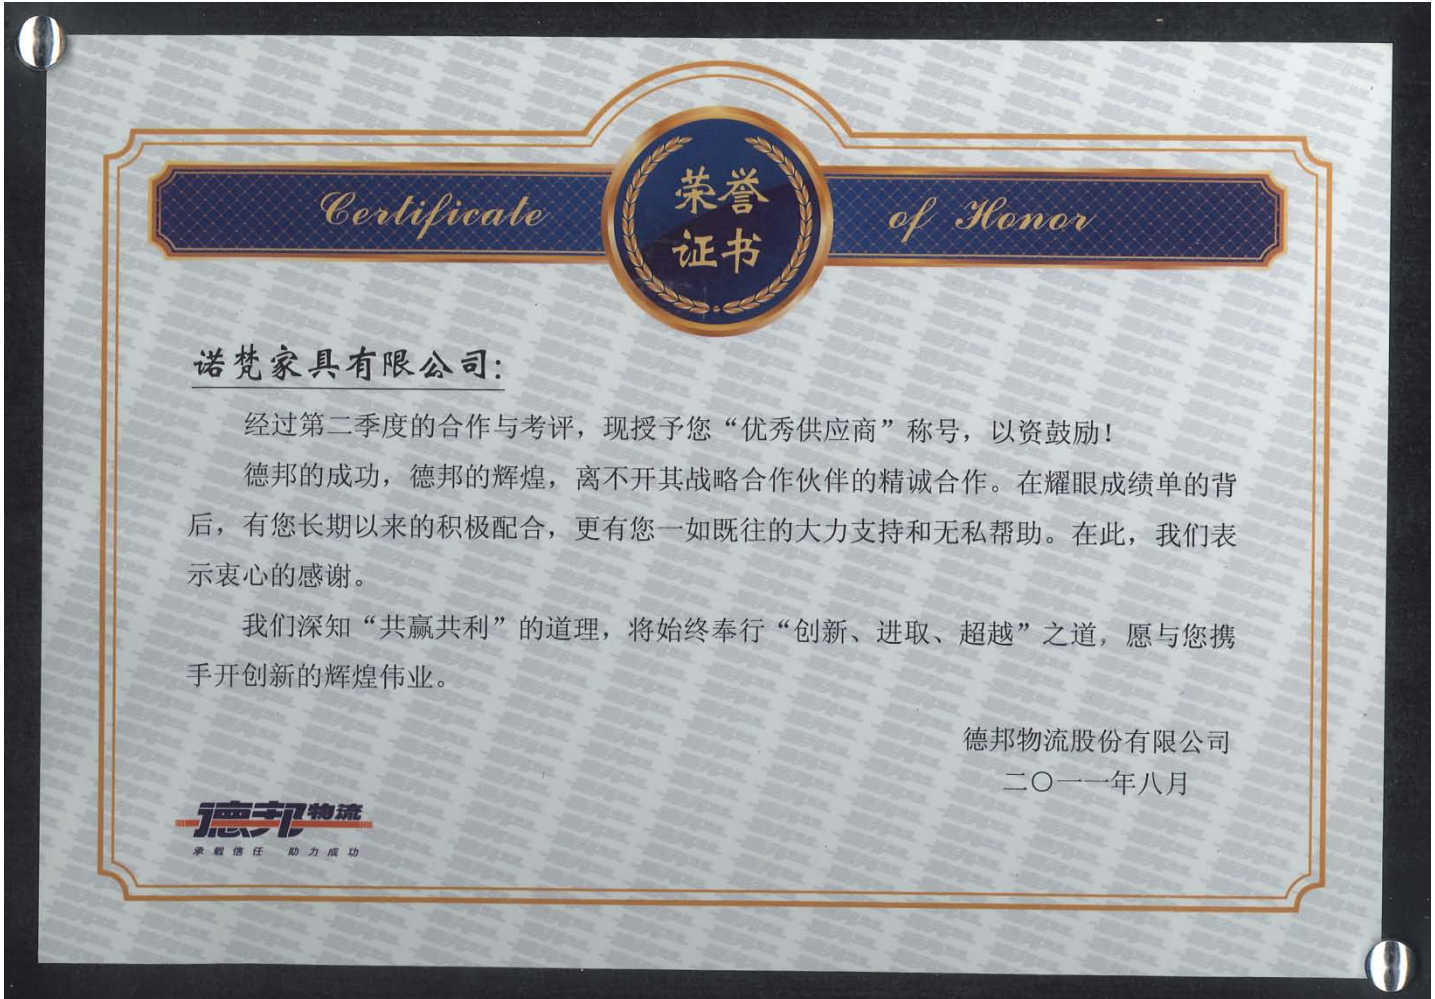 Certificate
荣誉
证书
of Honor
诺梵家具有限公司:
经过第二季度的合作与考评，现授予您“优秀供应商”称号，以资鼓励！
德邦的成功，德邦的辉煌，离不开其战略合作伙伴的精诚合作。在耀眼成绩单的背
后，有您长期以来的积极配合，更有您一如既往的大力支持和无私帮助。在此，我们表
示衷心的感谢。
我们深知“共赢共利”的道理，将始终奉行“创新、进取、超越”之道，愿与您携
手开创新的辉煌伟业。
德邦物流股份有限公司
二〇一一年八月
德邦物流
承载信任 助力成功